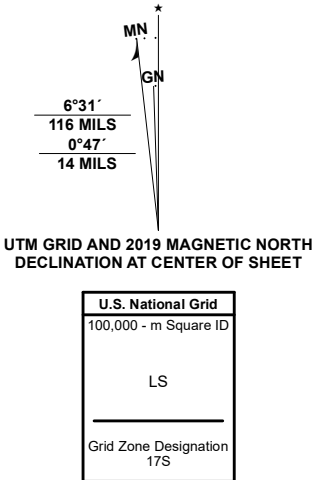 ★
MN
GN
6°31´
116 MILS
0°47´
14 MILS
UTM GRID AND 2019 MAGNETIC NORTH
DECLINATION AT CENTER OF SHEET
U.S. National Grid
100,000 - m Square ID
LS
Grid Zone Designation
17S